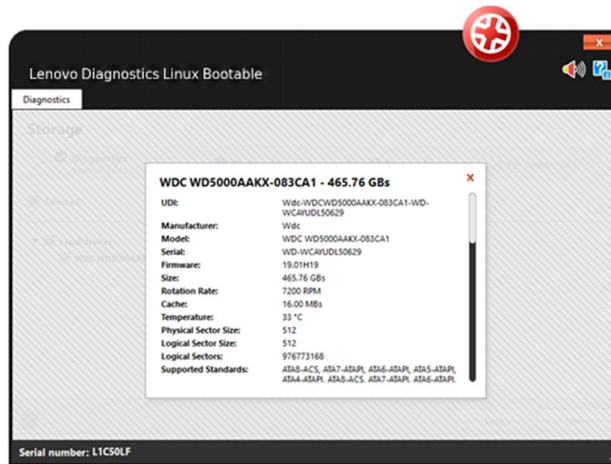 X
Lenovo Diagnostics Linux Bootable
Diagnostics
Storage
Diagnostics
WDC WD5000AAKX-083CA1 - 465.76 GBs
X
UDI: Wdc-WDCWD5000AAKX-083CA1-WD-
WCAYUDL50629
Manufacturer: Wdc
Model: WDC WD5000AAKX-083CA1
Serial: WD-WCAYUDL50629
Firmware: 19.01H19
Size: 465.76 GBs
Rotation Rate: 7200 RPM
Cache: 16.00 MBs
Temperature: 33 °C
Physical Sector Size: 512
Logical Sector Size: 512
Logical Sectors: 976773168
Supported Standards: ATA8-ACS, ATA7-ATAPI, ATA6-ATAPI, ATA5-ATAPI,
ATA4-ATAPI, ATA8-ACS, ATA7-ATAPI, ATA6-ATAPI,
Serial number: L1C50LF